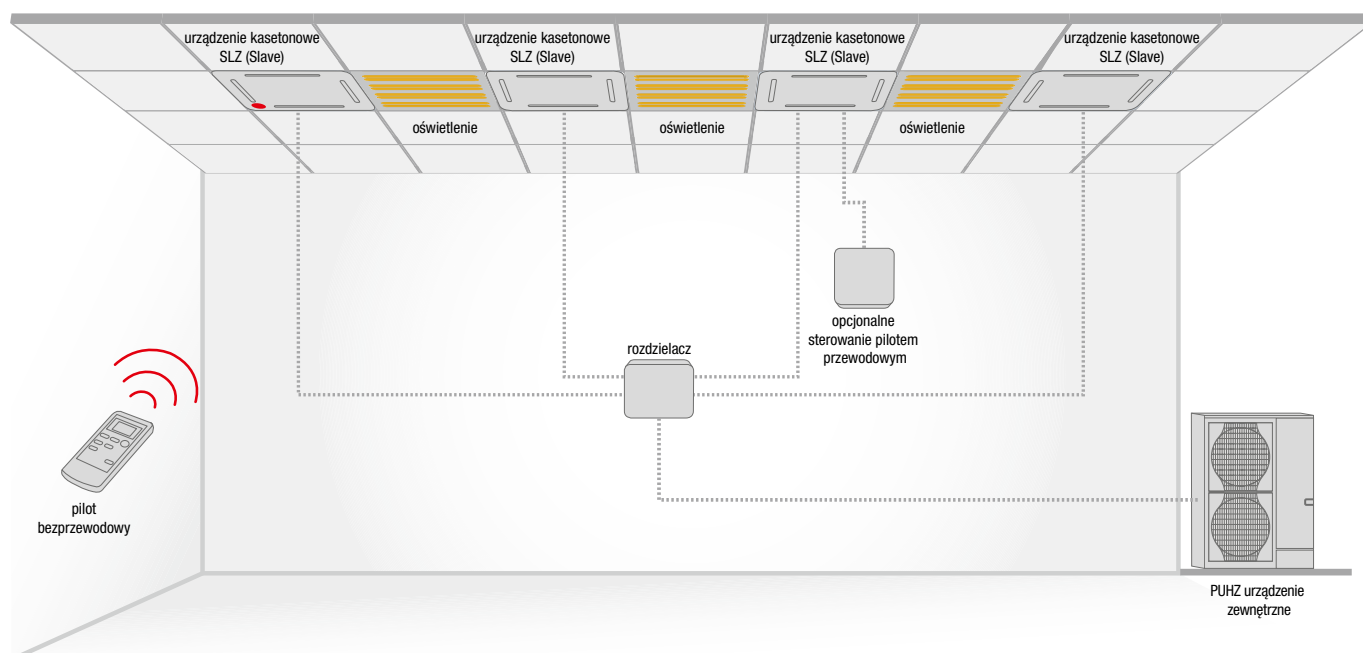 urządzenie kasetonowe
SLZ (Slave)
urządzenie kasetonowe
SLZ (Slave)
urządzenie kasetonowe
SLZ (Slave)
urządzenie kasetonowe
SLZ (Slave)
oświetlenie
oświetlenie
oświetlenie
opcjonalne
sterowanie pilotem
przewodowym
rozdzielacz
pilot
bezprzewodowy
PUHZ urządzenie
zewnętrzne